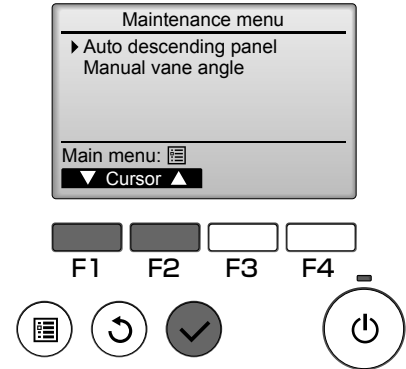 Maintenance menu
Auto descending panel
Manual vane angle
Main menu:
▼ Cursor ▲
F1 F2 F3 F4